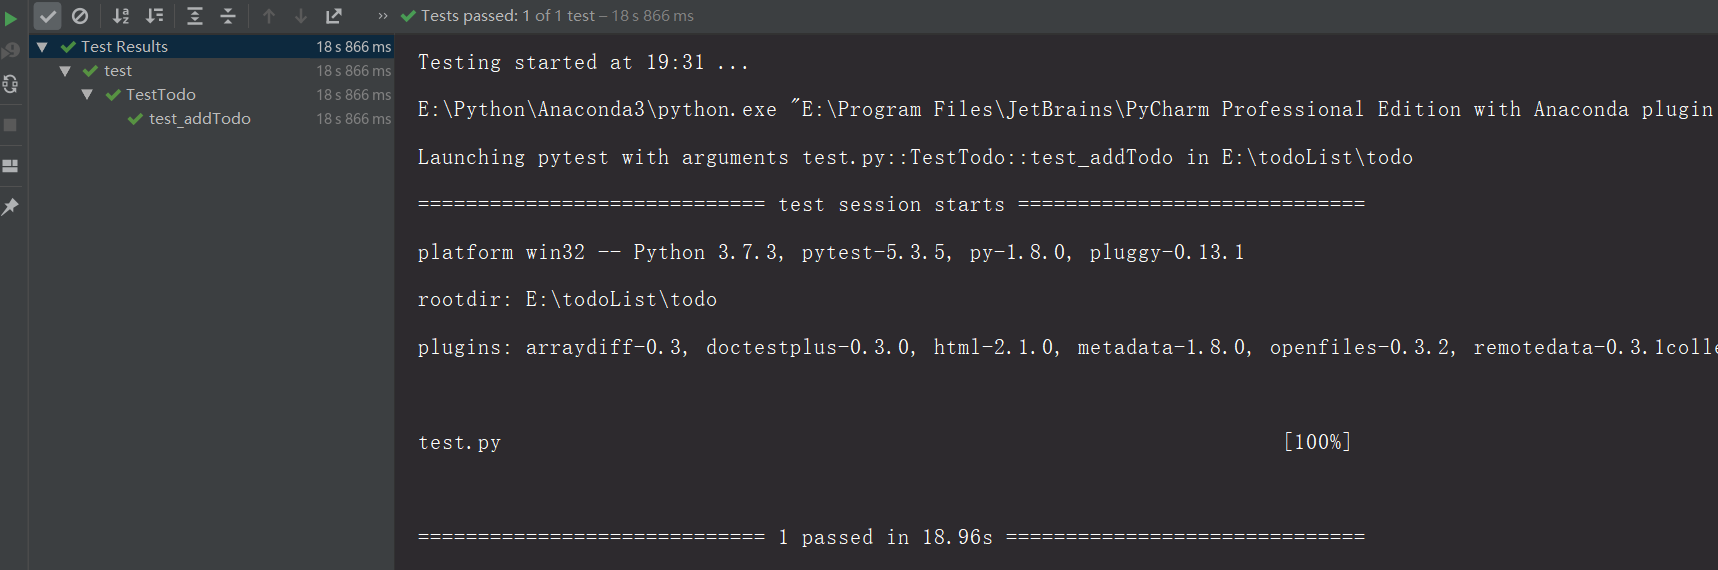 Tests passed: 1 of 1 test – 18 s 866 ms
Test Results 18 s 866 ms
test 18 s 866 ms
TestTodo 18 s 866 ms
test_addTodo 18 s 866 ms
Testing started at 19:31 ...
E:\Python\Anaconda3\python.exe "E:\Program Files\JetBrains\PyCharm Professional Edition with Anaconda plugin
Launching pytest with arguments test.py::TestTodo::test_addTodo in E:\todoList\todo
============================= test session starts =============================
platform win32 -- Python 3.7.3, pytest-5.3.5, py-1.8.0, pluggy-0.13.1
rootdir: E:\todoList\todo
plugins: arraydiff-0.3, doctestplus-0.3.0, html-2.1.0, metadata-1.8.0, openfiles-0.3.2, remotedata-0.3.1colle
test.py [100%]
============================= 1 passed in 18.96s ==============================